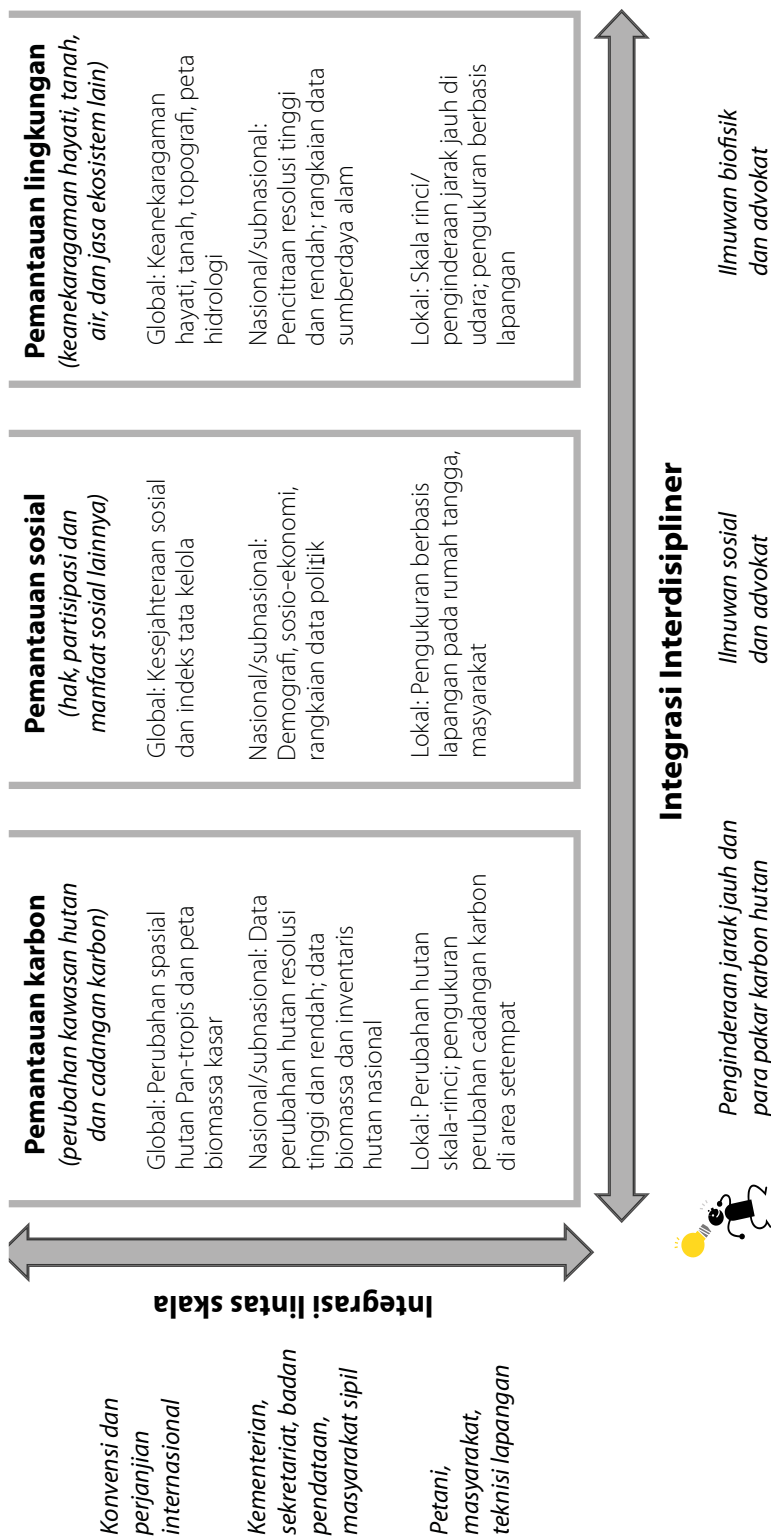 Konvensi dan
perjanjian
internasional
Kementerian,
sekretariat, badan
pendataan,
masyarakat sipil
Petani,
masyarakat,
teknisi lapangan
Integrasi lintas skala
Pemantauan karbon
(perubahan kawasan hutan
dan cadangan karbon)
Global: Perubahan spasial
hutan Pan-tropis dan peta
biomassa kasar
Nasional/subnasional: Data
perubahan hutan resolusi
tinggi dan rendah; data
biomassa dan inventaris
hutan nasional
Lokal: Perubahan hutan
skala-rinci; pengukuran
perubahan cadangan karbon
di area setempat
Pemantauan sosial
(hak, partisipasi dan
manfaat sosial lainnya)
Global: Kesejahteraan sosial
dan indeks tata kelola
Nasional/subnasional:
Demografi, sosio-ekonomi,
rangkaian data politik
Lokal: Pengukuran berbasis
lapangan pada rumah tangga,
masyarakat
Pemantauan lingkungan
(keanekaragaman hayati, tanah,
air, dan jasa ekosistem lain)
Global: Keanekaragaman
hayati, tanah, topografi, peta
hidrologi
Nasional/subnasional:
Pencitraan resolusi tinggi
dan rendah; rangkaian data
sumberdaya alam
Lokal: Skala rinci/
penginderaan jarak jauh di
udara; pengukuran berbasis
lapangan
Integrasi Interdisipliner
Penginderaan jarak jauh dan
para pakar karbon hutan
Ilmuwan sosial
dan advokat
Ilmuwan biofisik
dan advokat